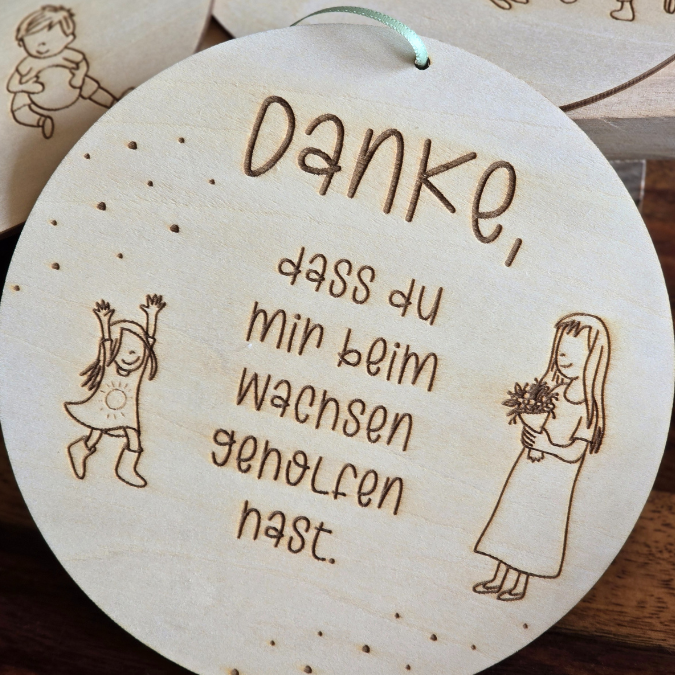 Danke,
dass du
mir beim
wachsen
geholfen
hast.